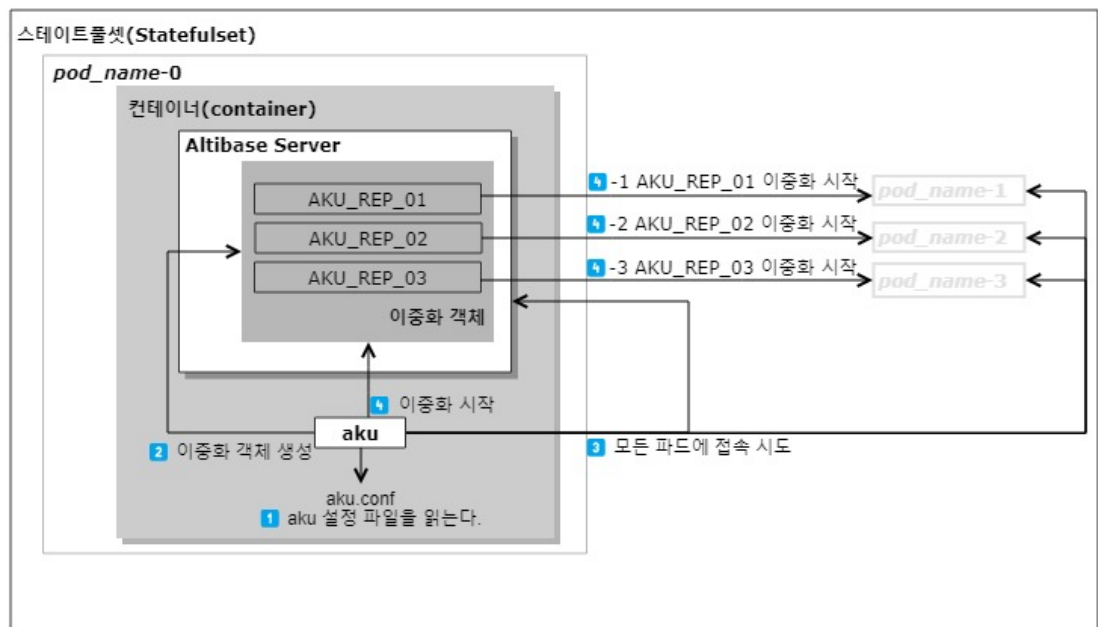 스테이트풀셋(Statefulset)
pod_name-0
컨테이너(container)
Altibase Server
AKU_REP_01
AKU_REP_02
AKU_REP_03
이중화 객체
4 -1 AKU_REP_01 이중화 시작
pod_name-1
4 -2 AKU_REP_02 이중화 시작
pod_name-2
4 -3 AKU_REP_03 이중화 시작
pod_name-3
4 이중화 시작
aku
2 이중화 객체 생성
3 모든 파드에 접속 시도
aku.conf
1 aku 설정 파일을 읽는다.